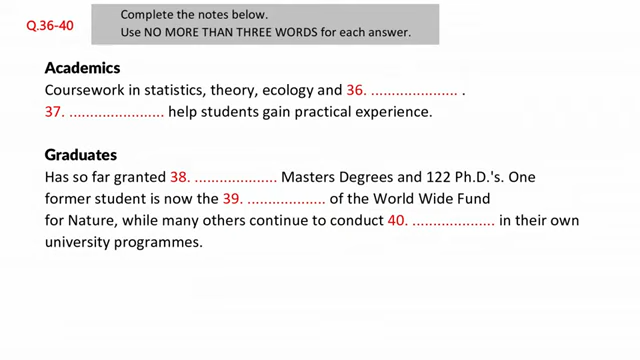 Q.36-40
Complete the notes below.
Use NO MORE THAN THREE WORDS for each answer.
Academics
Coursework in statistics, theory, ecology and 36. ..................... .
37. ....................... help students gain practical experience.
Graduates
Has so far granted 38. .................... Masters Degrees and 122 Ph.D.'s. One
former student is now the 39. ................... of the World Wide Fund
for Nature, while many others continue to conduct 40. .................... in their own
university programmes.